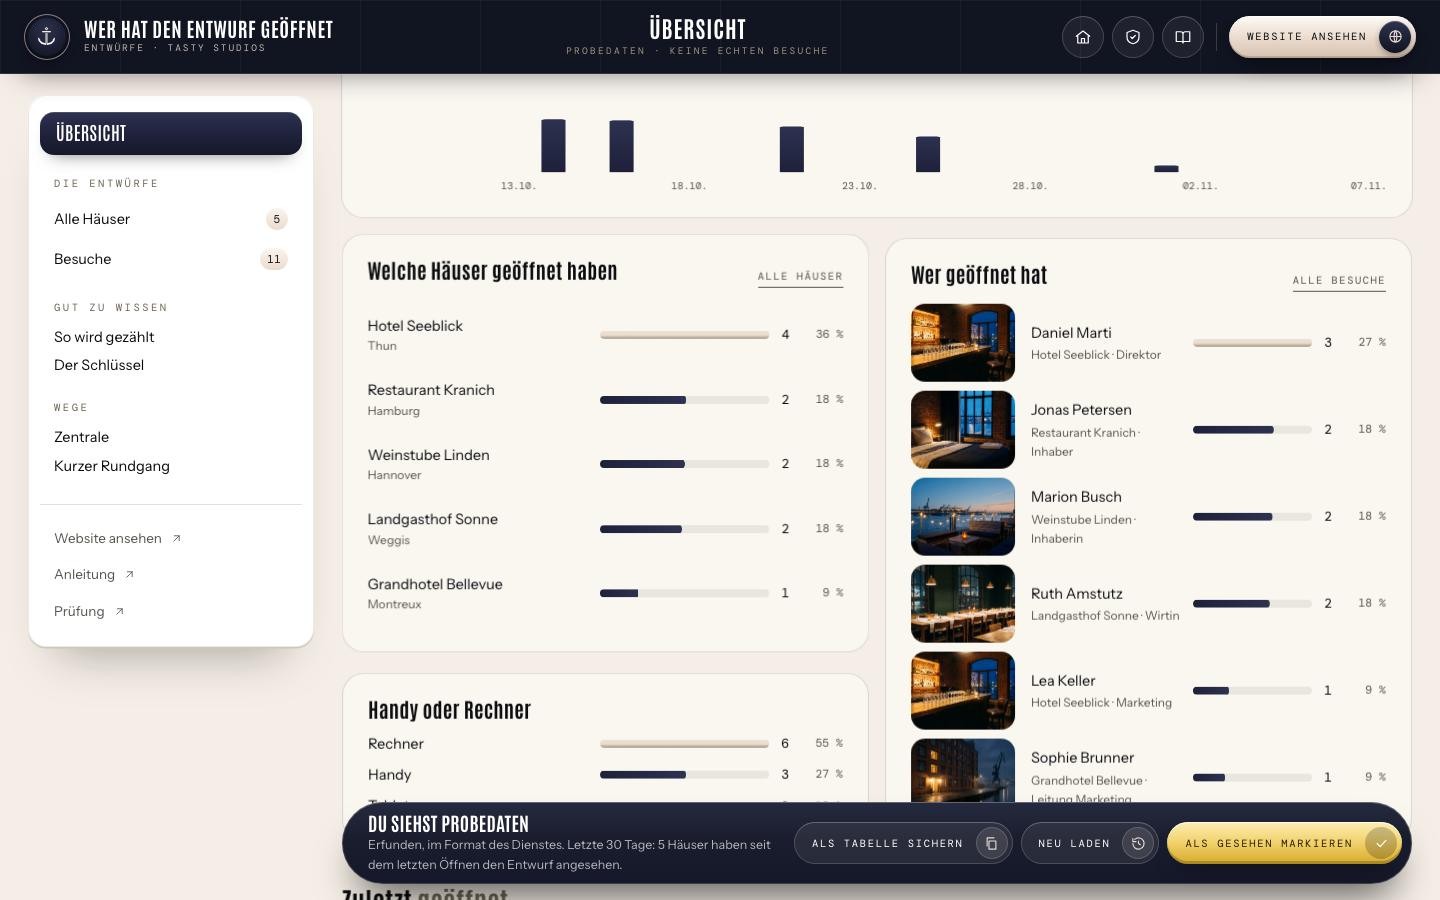 WER HAT DEN ENTWURF GEÖFFNET
ENTWÜRFE · TASTY STUDIOS
ÜBERSICHT
PROBEDATEN · KEINE ECHTEN BESUCHE
WEBSITE ANSEHEN
ÜBERSICHT
DIE ENTWÜRFE
Alle Häuser 5
Besuche 11
GUT ZU WISSEN
So wird gezählt
Der Schlüssel
WEGE
Zentrale
Kurzer Rundgang
Website ansehen
Anleitung
Prüfung
13.10. 18.10. 23.10. 28.10. 02.11. 07.11.
Welche Häuser geöffnet haben
ALLE HÄUSER
Hotel Seeblick 4 36 %
Thun
Restaurant Kranich 2 18 %
Hamburg
Weinstube Linden 2 18 %
Hannover
Landgasthof Sonne 2 18 %
Weggis
Grandhotel Bellevue 1 9 %
Montreux
Handy oder Rechner
Rechner 6 55 %
Handy 3 27 %
Wer geöffnet hat
ALLE BESUCHE
Daniel Marti 3 27 %
Hotel Seeblick · Direktor
Jonas Petersen 2 18 %
Restaurant Kranich ·
Inhaber
Marion Busch 2 18 %
Weinstube Linden ·
Inhaberin
Ruth Amstutz 2 18 %
Landgasthof Sonne · Wirtin
Lea Keller 1 9 %
Hotel Seeblick · Marketing
Sophie Brunner 1 9 %
Grandhotel Bellevue ·
Leitung Marketing
DU SIEHST PROBEDATEN
Erfunden, im Format des Dienstes. Letzte 30 Tage: 5 Häuser haben seit
dem letzten Öffnen den Entwurf angesehen.
ALS TABELLE SICHERN
NEU LADEN
ALS GESEHEN MARKIEREN
Zuletzt geöffnet